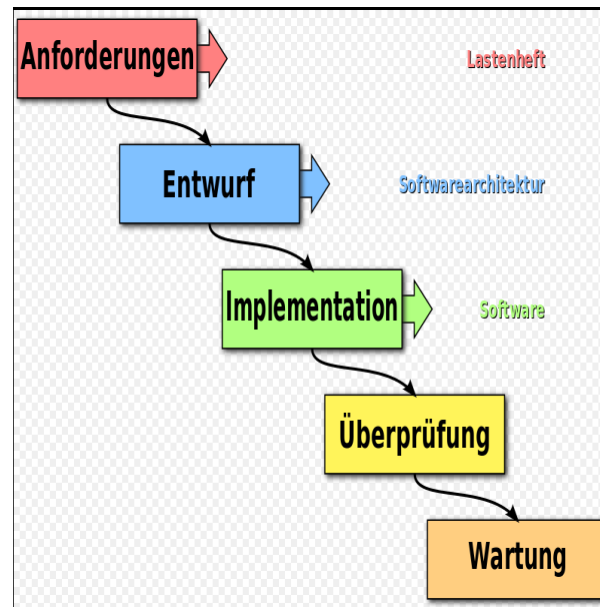 Anforderungen
Lastenheft
Entwurf
Softwarearchitektur
Implementation
Software
Überprüfung
Wartung